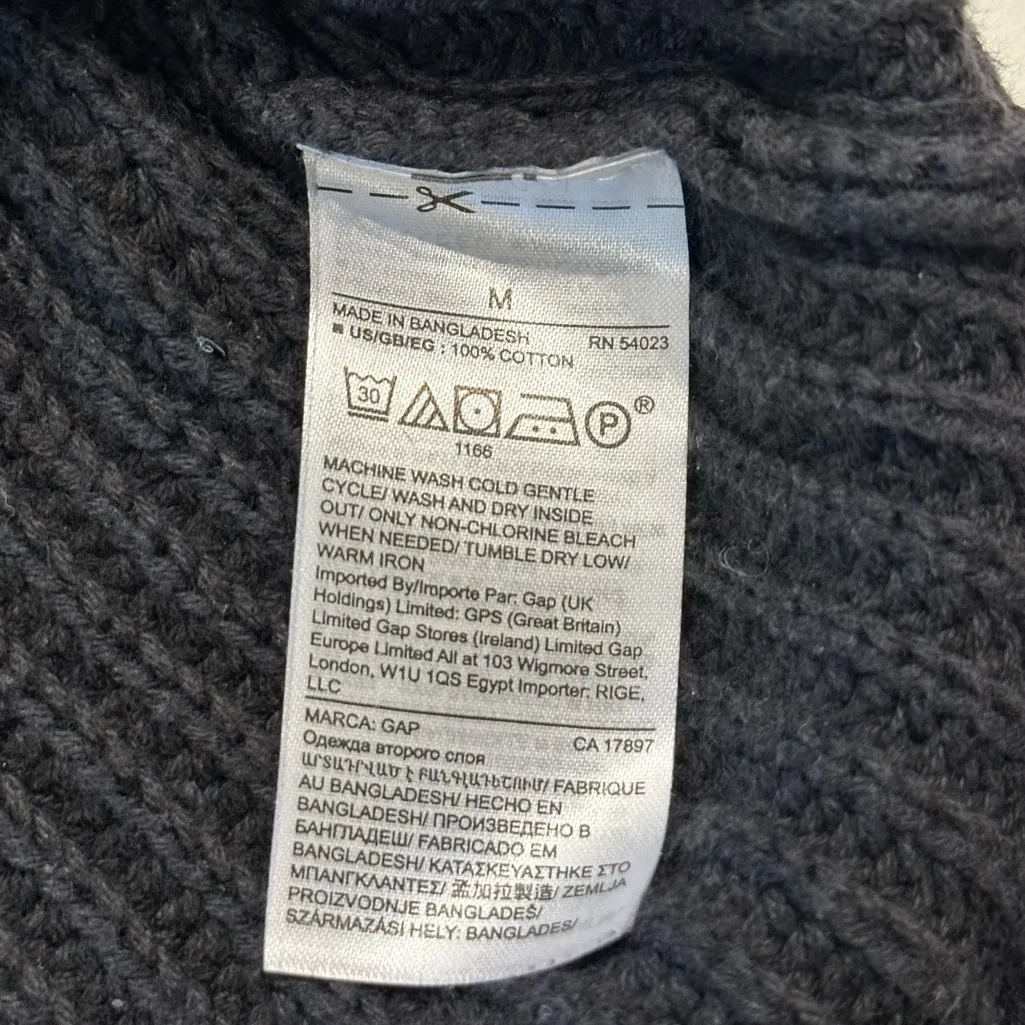 M
MADE IN BANGLADESH RN 54023
US/GB/EG : 100% COTTON
30 P ®
1166
MACHINE WASH COLD GENTLE
CYCLE/ WASH AND DRY INSIDE
OUT/ ONLY NON-CHLORINE BLEACH
WHEN NEEDED/ TUMBLE DRY LOW/
WARM IRON
Imported By/Importe Par: Gap (UK
Holdings) Limited: GPS (Great Britain)
Limited Gap Stores (Ireland) Limited Gap
Europe Limited All at 103 Wigmore Street,
London, W1U 1QS Egypt Importer: RIGE,
LLC
MARCA: GAP CA 17897
Одежда второго слоя
ԱՐՏԱԴՐՎԱԾ Է ԲԱՆԳԼԱԴԵՇՈՒՄ/ FABRIQUE
AU BANGLADESH/ HECHO EN
BANGLADESH/ ПРОИЗВЕДЕНО В
БАНГЛАДЕШ/ FABRICADO EM
BANGLADESH/ ΚΑΤΑΣΚΕΥΑΣΤΗΚΕ ΣΤΟ
ΜΠΑΝΓΚΛΑΝΤΕΣ/ 孟加拉製造/ ZEMLJA
PROIZVODNJE BANGLADEŠ/
SZÁRMAZÁSI HELY: BANGLADES/